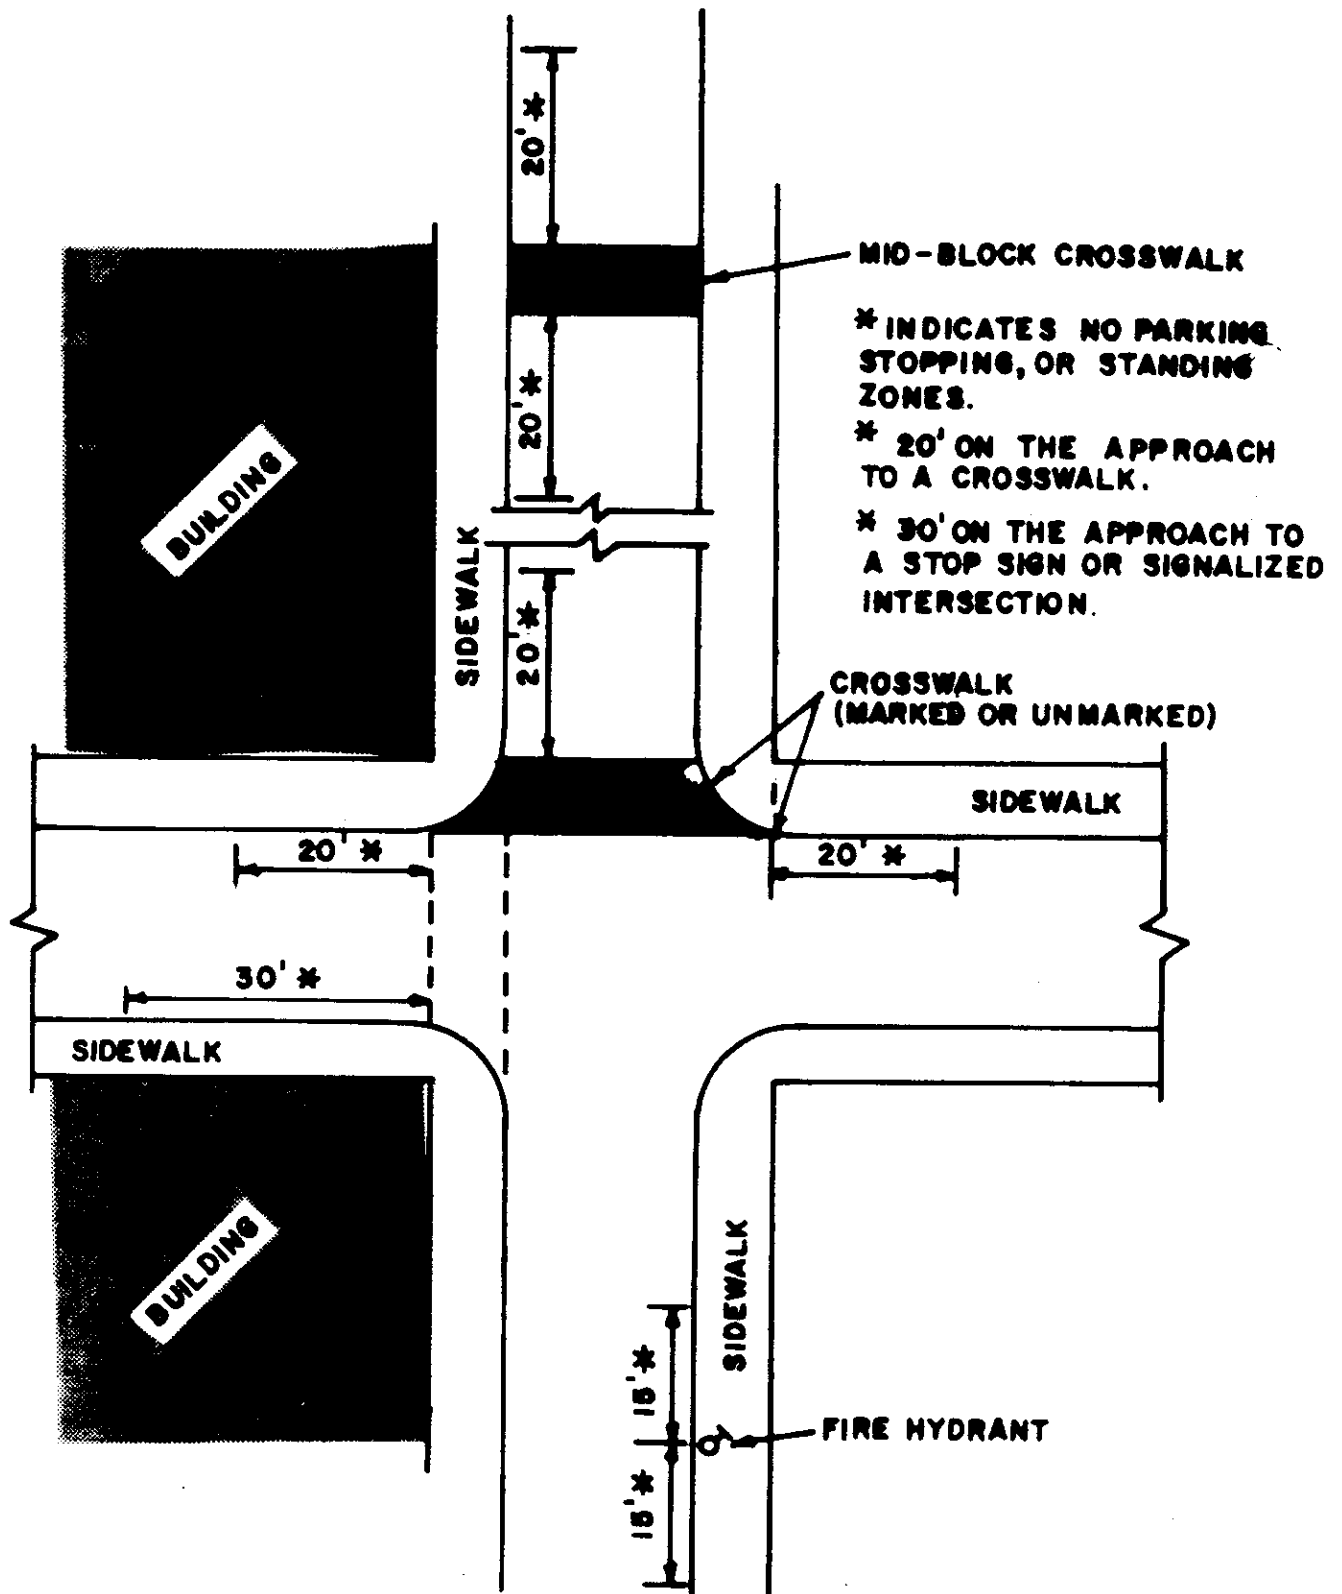 20' *
MID-BLOCK CROSSWALK
* INDICATES NO PARKING
STOPPING, OR STANDING
ZONES.
20' *
* 20' ON THE APPROACH
TO A CROSSWALK.
BUILDING
* 30' ON THE APPROACH TO
A STOP SIGN OR SIGNALIZED
INTERSECTION.
SIDEWALK
20' *
CROSSWALK
(MARKED OR UNMARKED)
SIDEWALK
20' *
20' *
30' *
SIDEWALK
BUILDING
SIDEWALK
15' *
FIRE HYDRANT
15' *